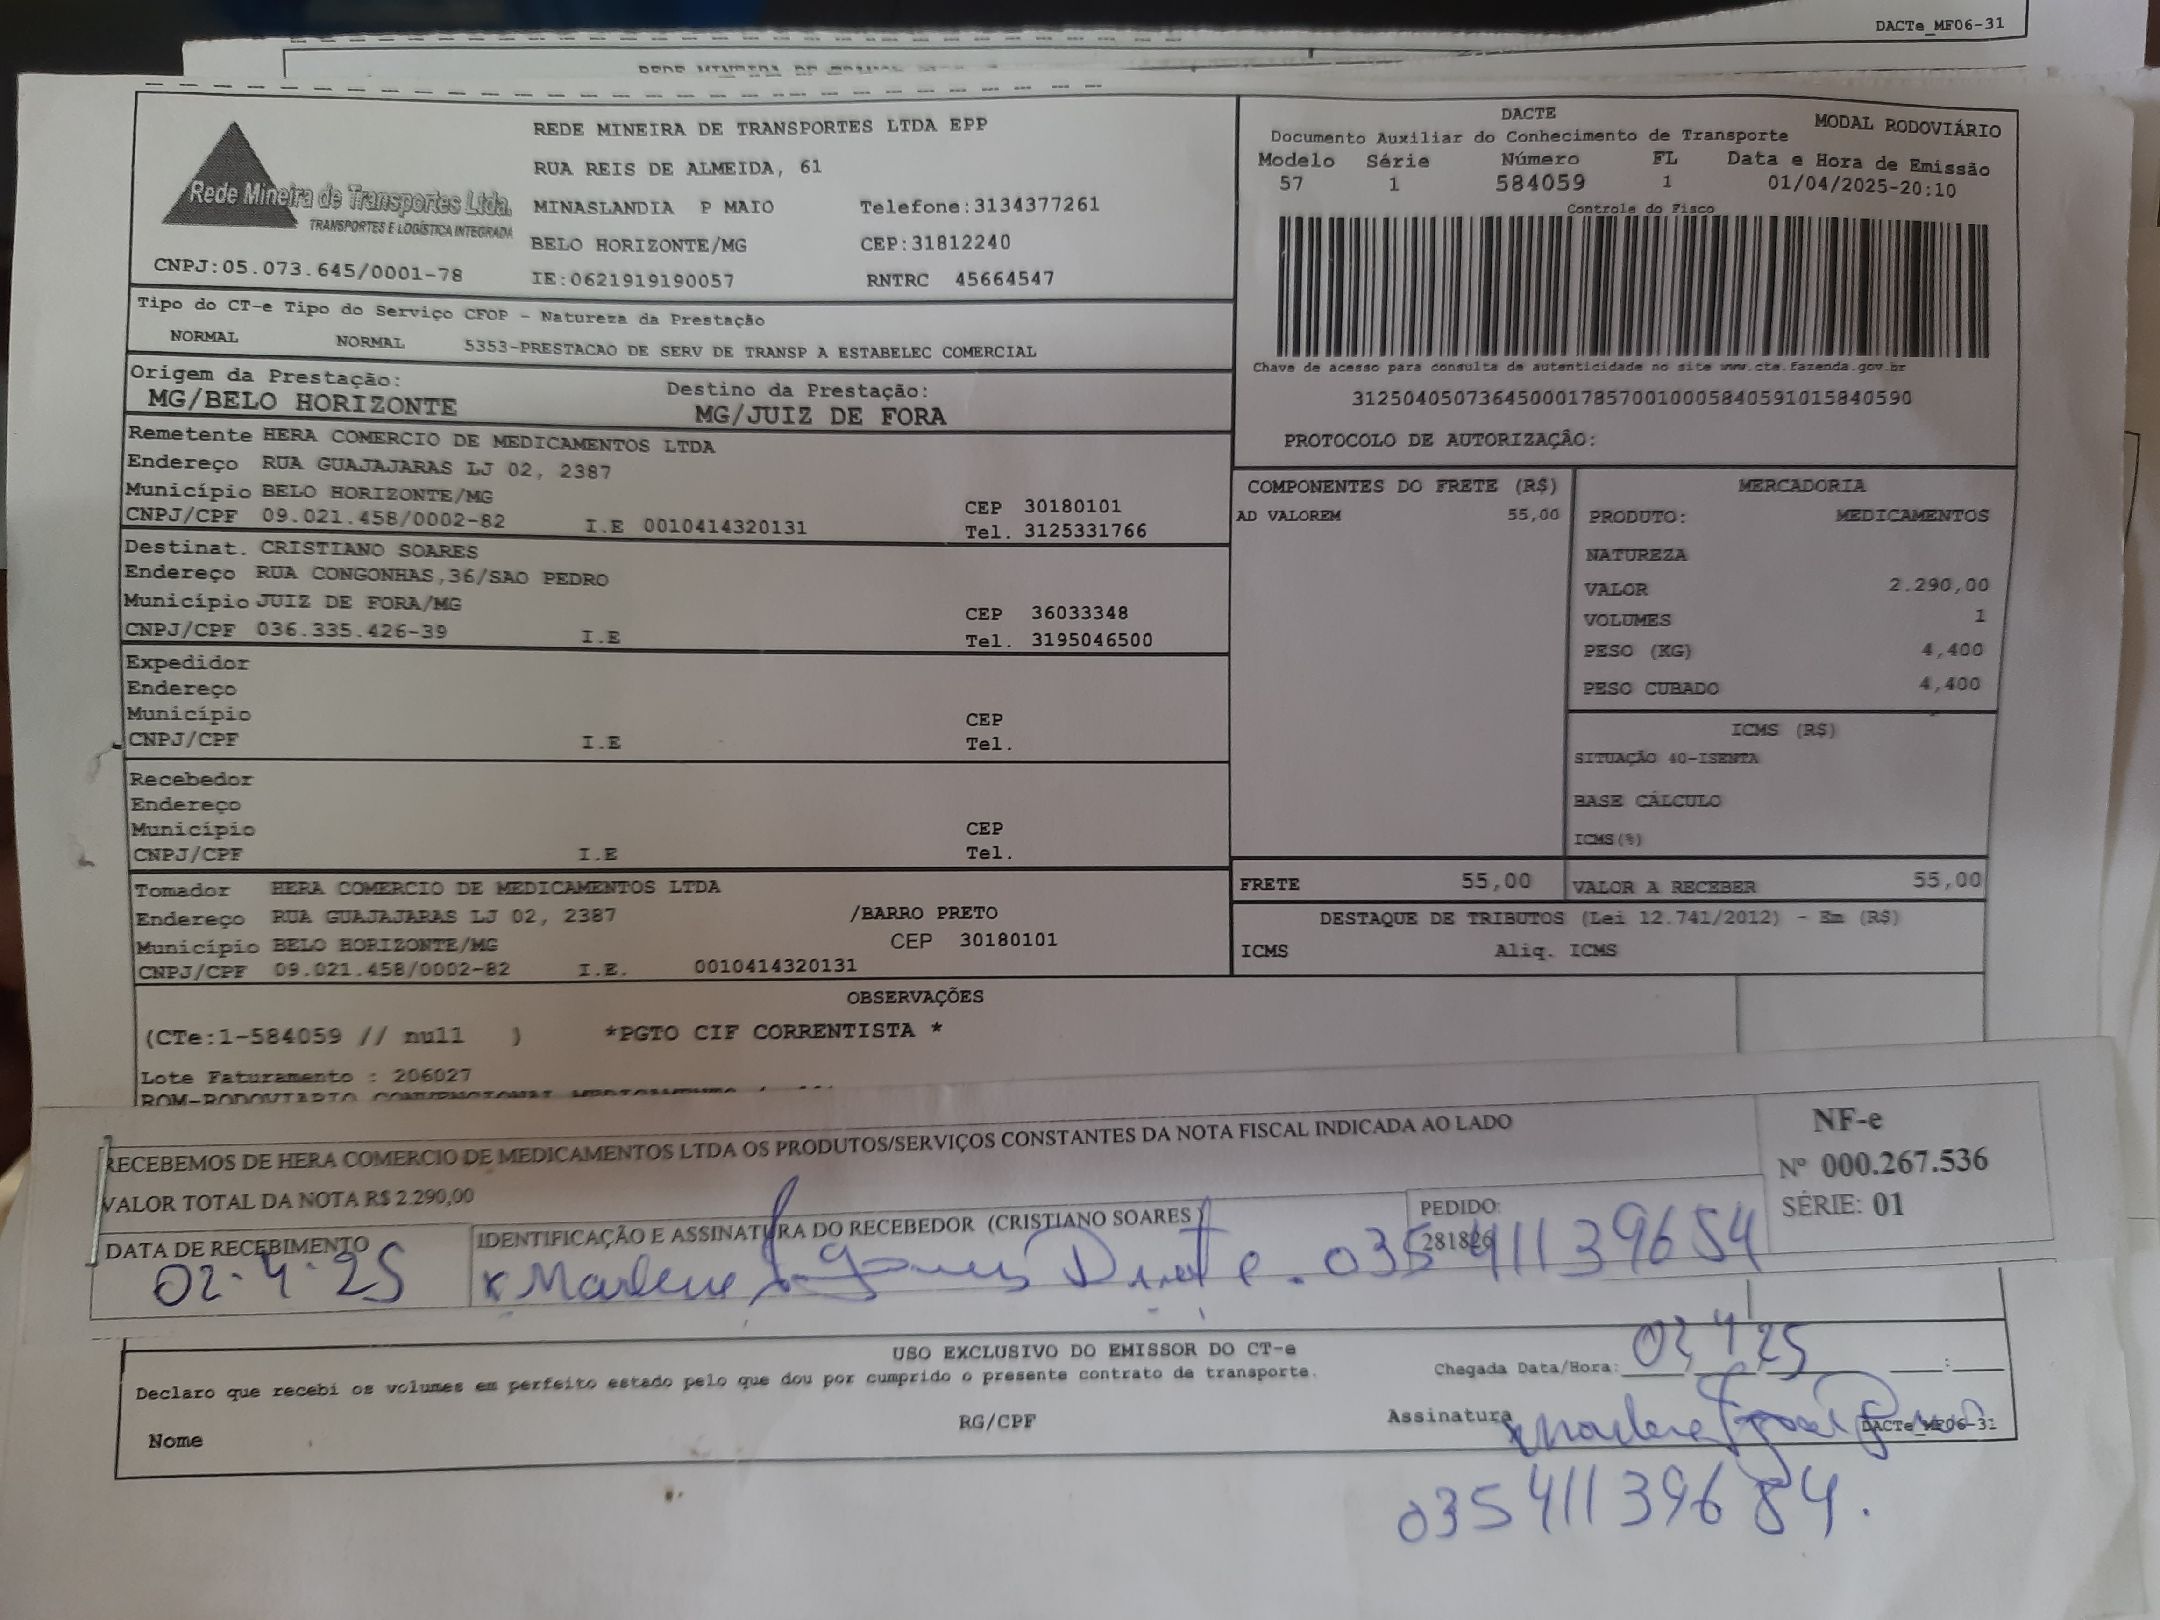 DACTe_MF06-31
REDE MINEIRA DE
Rede Mineira de Transportes Ltda.
TRANSPORTES E LOGÍSTICA INTEGRADA
CNPJ:05.073.645/0001-78
REDE MINEIRA DE TRANSPORTES LTDA EPP
RUA REIS DE ALMEIDA, 61
MINASLANDIA P MAIO Telefone:3134377261
BELO HORIZONTE/MG CEP:31812240
IE:0621919190057 RNTRC 45664547
DACTE MODAL RODOVIÁRIO
Documento Auxiliar do Conhecimento de Transporte
Modelo Série Número FL Data e Hora de Emissão
57 1 584059 1 01/04/2025-20:10
Controle do Fisco
Chave de acesso para consulta de autenticidade no site www.cte.fazenda.gov.br
31250405073645000178570010005840591015840590
PROTOCOLO DE AUTORIZAÇÃO:
Tipo do CT-e Tipo do Serviço CFOP - Natureza da Prestação
NORMAL NORMAL 5353-PRESTACAO DE SERV DE TRANSP A ESTABELEC COMERCIAL
Origem da Prestação: Destino da Prestação:
MG/BELO HORIZONTE MG/JUIZ DE FORA
Remetente HERA COMERCIO DE MEDICAMENTOS LTDA
Endereço RUA GUAJAJARAS LJ 02, 2387
Município BELO HORIZONTE/MG CEP 30180101
CNPJ/CPF 09.021.458/0002-82 I.E 0010414320131 Tel. 3125331766
Destinat. CRISTIANO SOARES
Endereço RUA CONGONHAS,36/SAO PEDRO
Município JUIZ DE FORA/MG CEP 36033348
CNPJ/CPF 036.335.426-39 I.E Tel. 3195046500
Expedidor
Endereço
Município CEP
CNPJ/CPF I.E Tel.
Recebedor
Endereço
Município CEP
CNPJ/CPF I.E Tel.
Tomador HERA COMERCIO DE MEDICAMENTOS LTDA
Endereço RUA GUAJAJARAS LJ 02, 2387 /BARRO PRETO
Município BELO HORIZONTE/MG CEP 30180101
CNPJ/CPF 09.021.458/0002-82 I.E. 0010414320131
COMPONENTES DO FRETE (R$)
AD VALOREM 55,00
MERCADORIA
PRODUTO: MEDICAMENTOS
NATUREZA
VALOR 2.290,00
VOLUMES 1
PESO (KG) 4,400
PESO CUBADO 4,400
ICMS (R$)
SITUAÇÃO 40-ISENTA
BASE CÁLCULO
ICMS(%)
FRETE 55,00 VALOR A RECEBER 55,00
DESTAQUE DE TRIBUTOS (Lei 12.741/2012) - Em (R$)
ICMS Aliq. ICMS
OBSERVAÇÕES
(CTe:1-584059 // null ) *PGTO CIF CORRENTISTA *
Lote Faturamento : 206027
ROM-RODOVIARIO CONVENCIONAL
RECEBEMOS DE HERA COMERCIO DE MEDICAMENTOS LTDA OS PRODUTOS/SERVIÇOS CONSTANTES DA NOTA FISCAL INDICADA AO LADO
VALOR TOTAL DA NOTA R$ 2.290,00
NF-e
Nº 000.267.536
SÉRIE: 01
DATA DE RECEBIMENTO IDENTIFICAÇÃO E ASSINATURA DO RECEBEDOR (CRISTIANO SOARES) PEDIDO:
281826
02.4.25 x Marlene 035411139654
USO EXCLUSIVO DO EMISSOR DO CT-e
Declaro que recebi os volumes em perfeito estado pelo que dou por cumprido o presente contrato de transporte.
Chegada Data/Hora: 02 4 25 :
Nome RG/CPF Assinatura x Marlene
DACTe_MF06-31
03541139684.